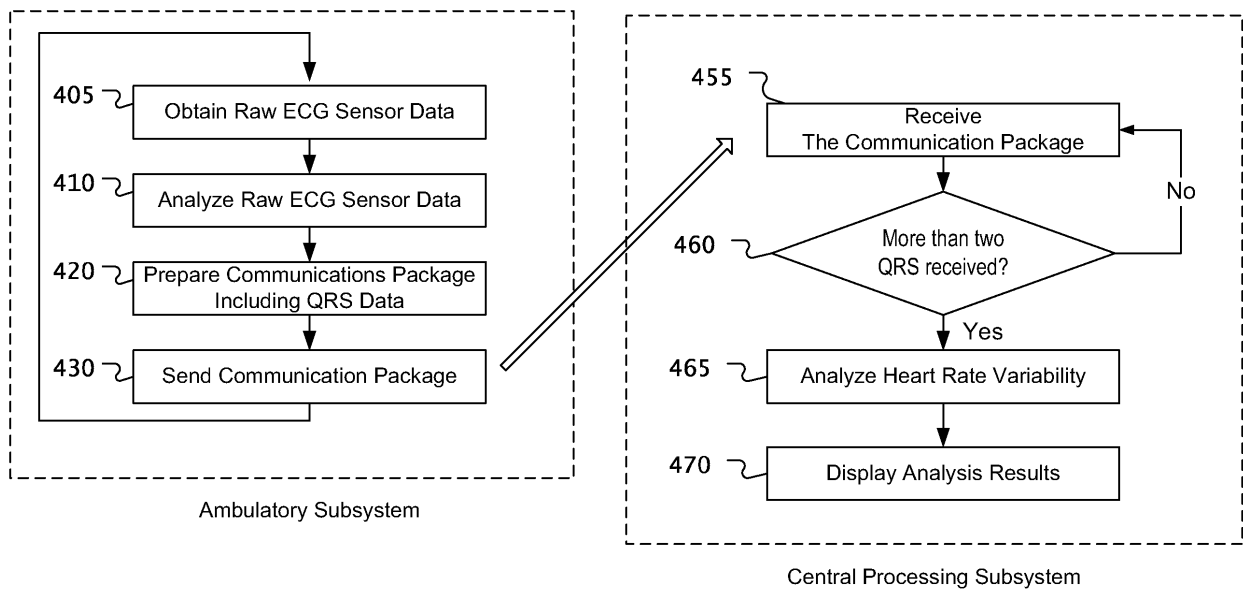 405
Obtain Raw ECG Sensor Data
410
Analyze Raw ECG Sensor Data
420
Prepare Communications Package
Including QRS Data
430
Send Communication Package
Ambulatory Subsystem
455
Receive
The Communication Package
No
460
More than two
QRS received?
Yes
465
Analyze Heart Rate Variability
470
Display Analysis Results
Central Processing Subsystem